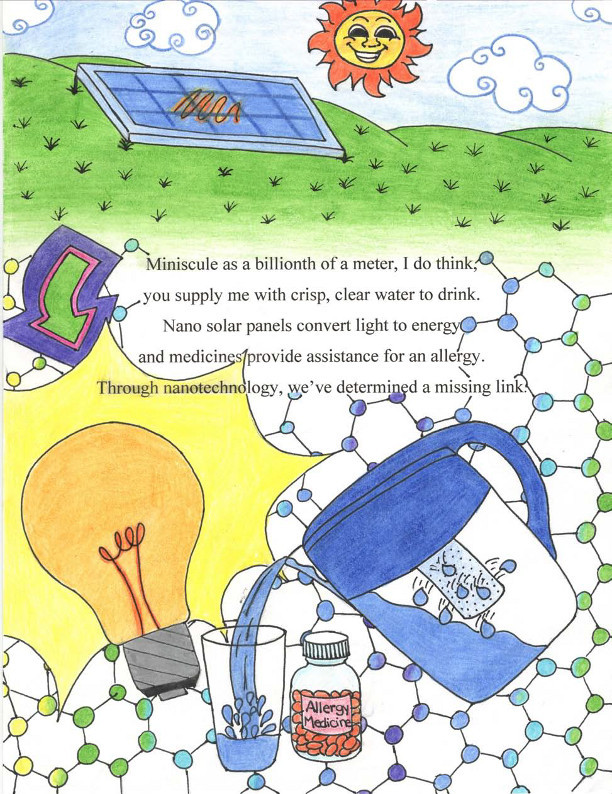 Miniscule as a billionth of a meter, I do think,
you supply me with crisp, clear water to drink.
Nano solar panels convert light to energy
and medicines provide assistance for an allergy.
Through nanotechnology, we've determined a missing link.
Allergy
Medicine